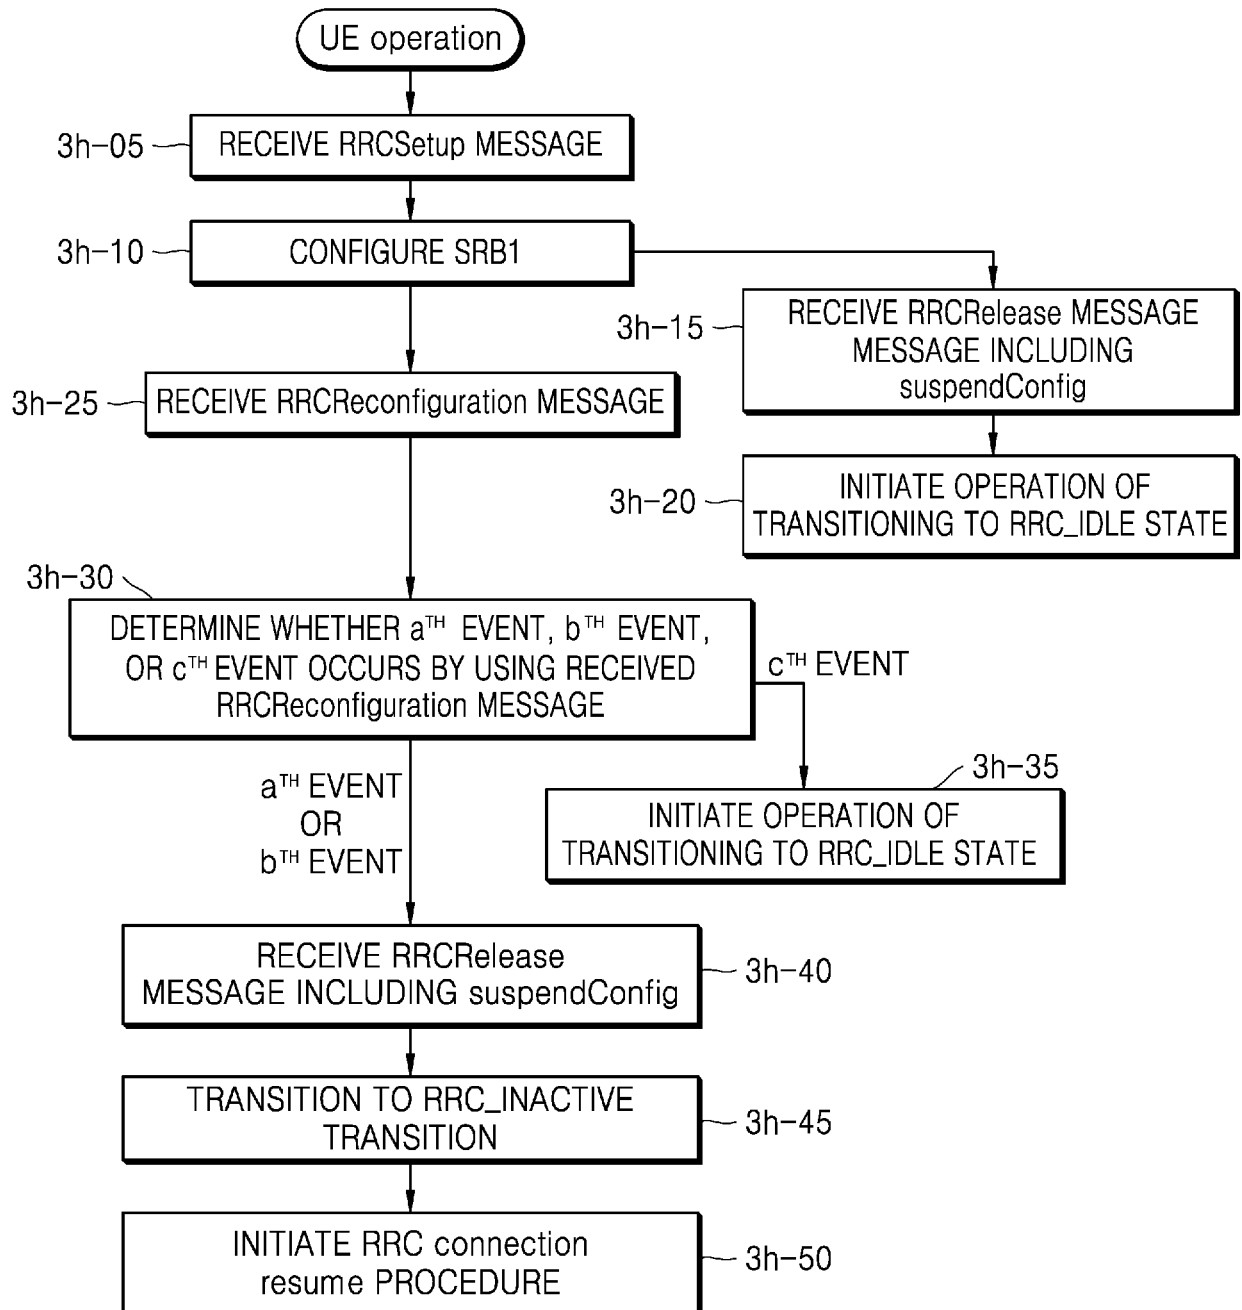 UE operation
3h-05
RECEIVE RRCSetup MESSAGE
3h-10
CONFIGURE SRB1
3h-15
RECEIVE RRCRelease MESSAGE
MESSAGE INCLUDING
suspendConfig
3h-25
RECEIVE RRCReconfiguration MESSAGE
3h-20
INITIATE OPERATION OF
TRANSITIONING TO RRC_IDLE STATE
3h-30
DETERMINE WHETHER aTH EVENT, bTH EVENT,
OR cTH EVENT OCCURS BY USING RECEIVED
RRCReconfiguration MESSAGE
cTH EVENT
aTH EVENT
OR
bTH EVENT
3h-35
INITIATE OPERATION OF
TRANSITIONING TO RRC_IDLE STATE
RECEIVE RRCRelease
MESSAGE INCLUDING suspendConfig
3h-40
TRANSITION TO RRC_INACTIVE
TRANSITION
3h-45
INITIATE RRC connection
resume PROCEDURE
3h-50